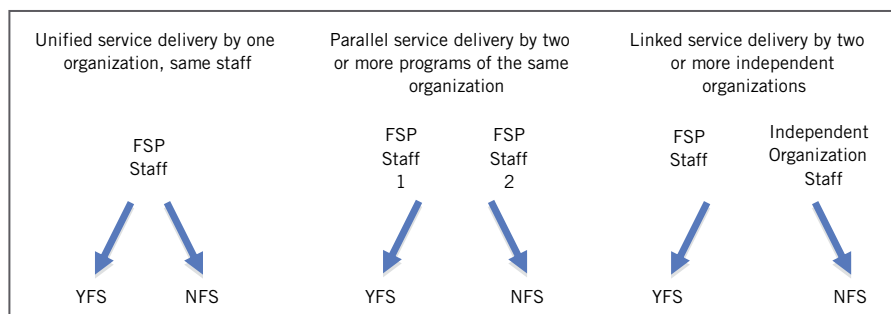 Unified service delivery by one
organization, same staff
Parallel service delivery by two
or more programs of the same
organization
Linked service delivery by two
or more independent
organizations
FSP
Staff
FSP
Staff
1
FSP
Staff
2
FSP
Staff
Independent
Organization
Staff
YFS
NFS
YFS
NFS
YFS
NFS